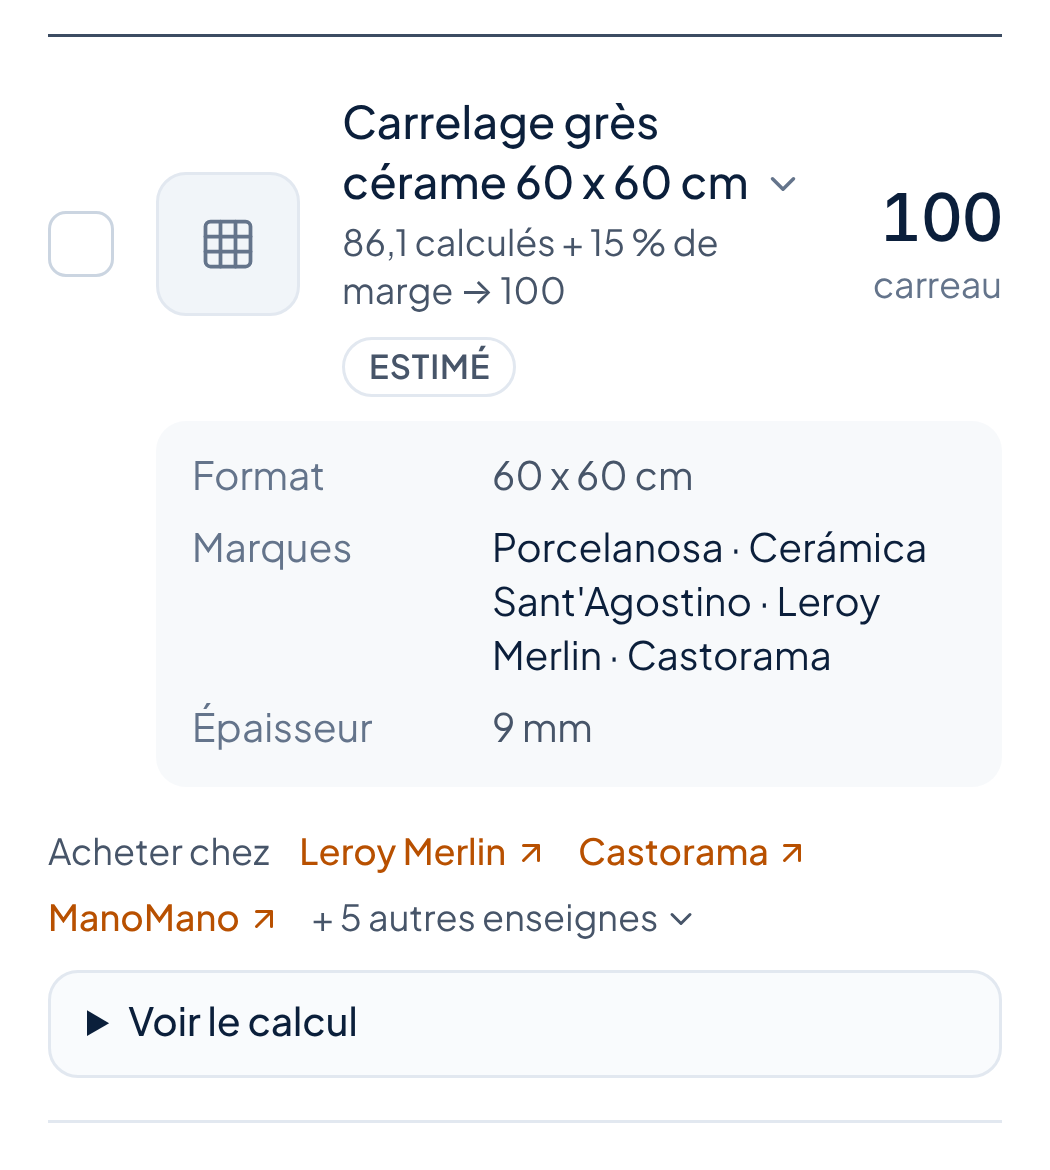 Carrelage grès
cérame 60 x 60 cm
86,1 calculés + 15 % de
marge → 100
ESTIMÉ
100
carreau
Format 60 x 60 cm
Marques Porcelanosa · Cerámica
Sant'Agostino · Leroy
Merlin · Castorama
Épaisseur 9 mm
Acheter chez Leroy Merlin ↗ Castorama ↗
ManoMano ↗ + 5 autres enseignes
▶ Voir le calcul